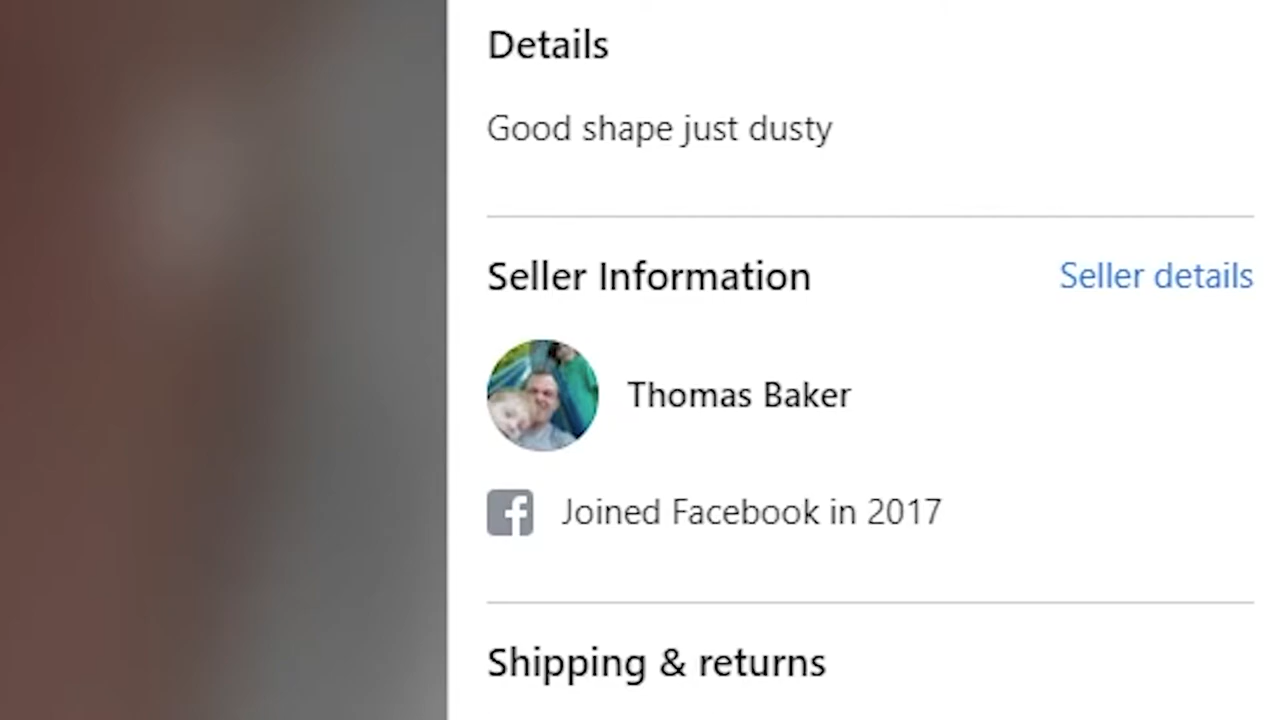 Details
Good shape just dusty
Seller Information
Seller details
Thomas Baker
Joined Facebook in 2017
Shipping & returns